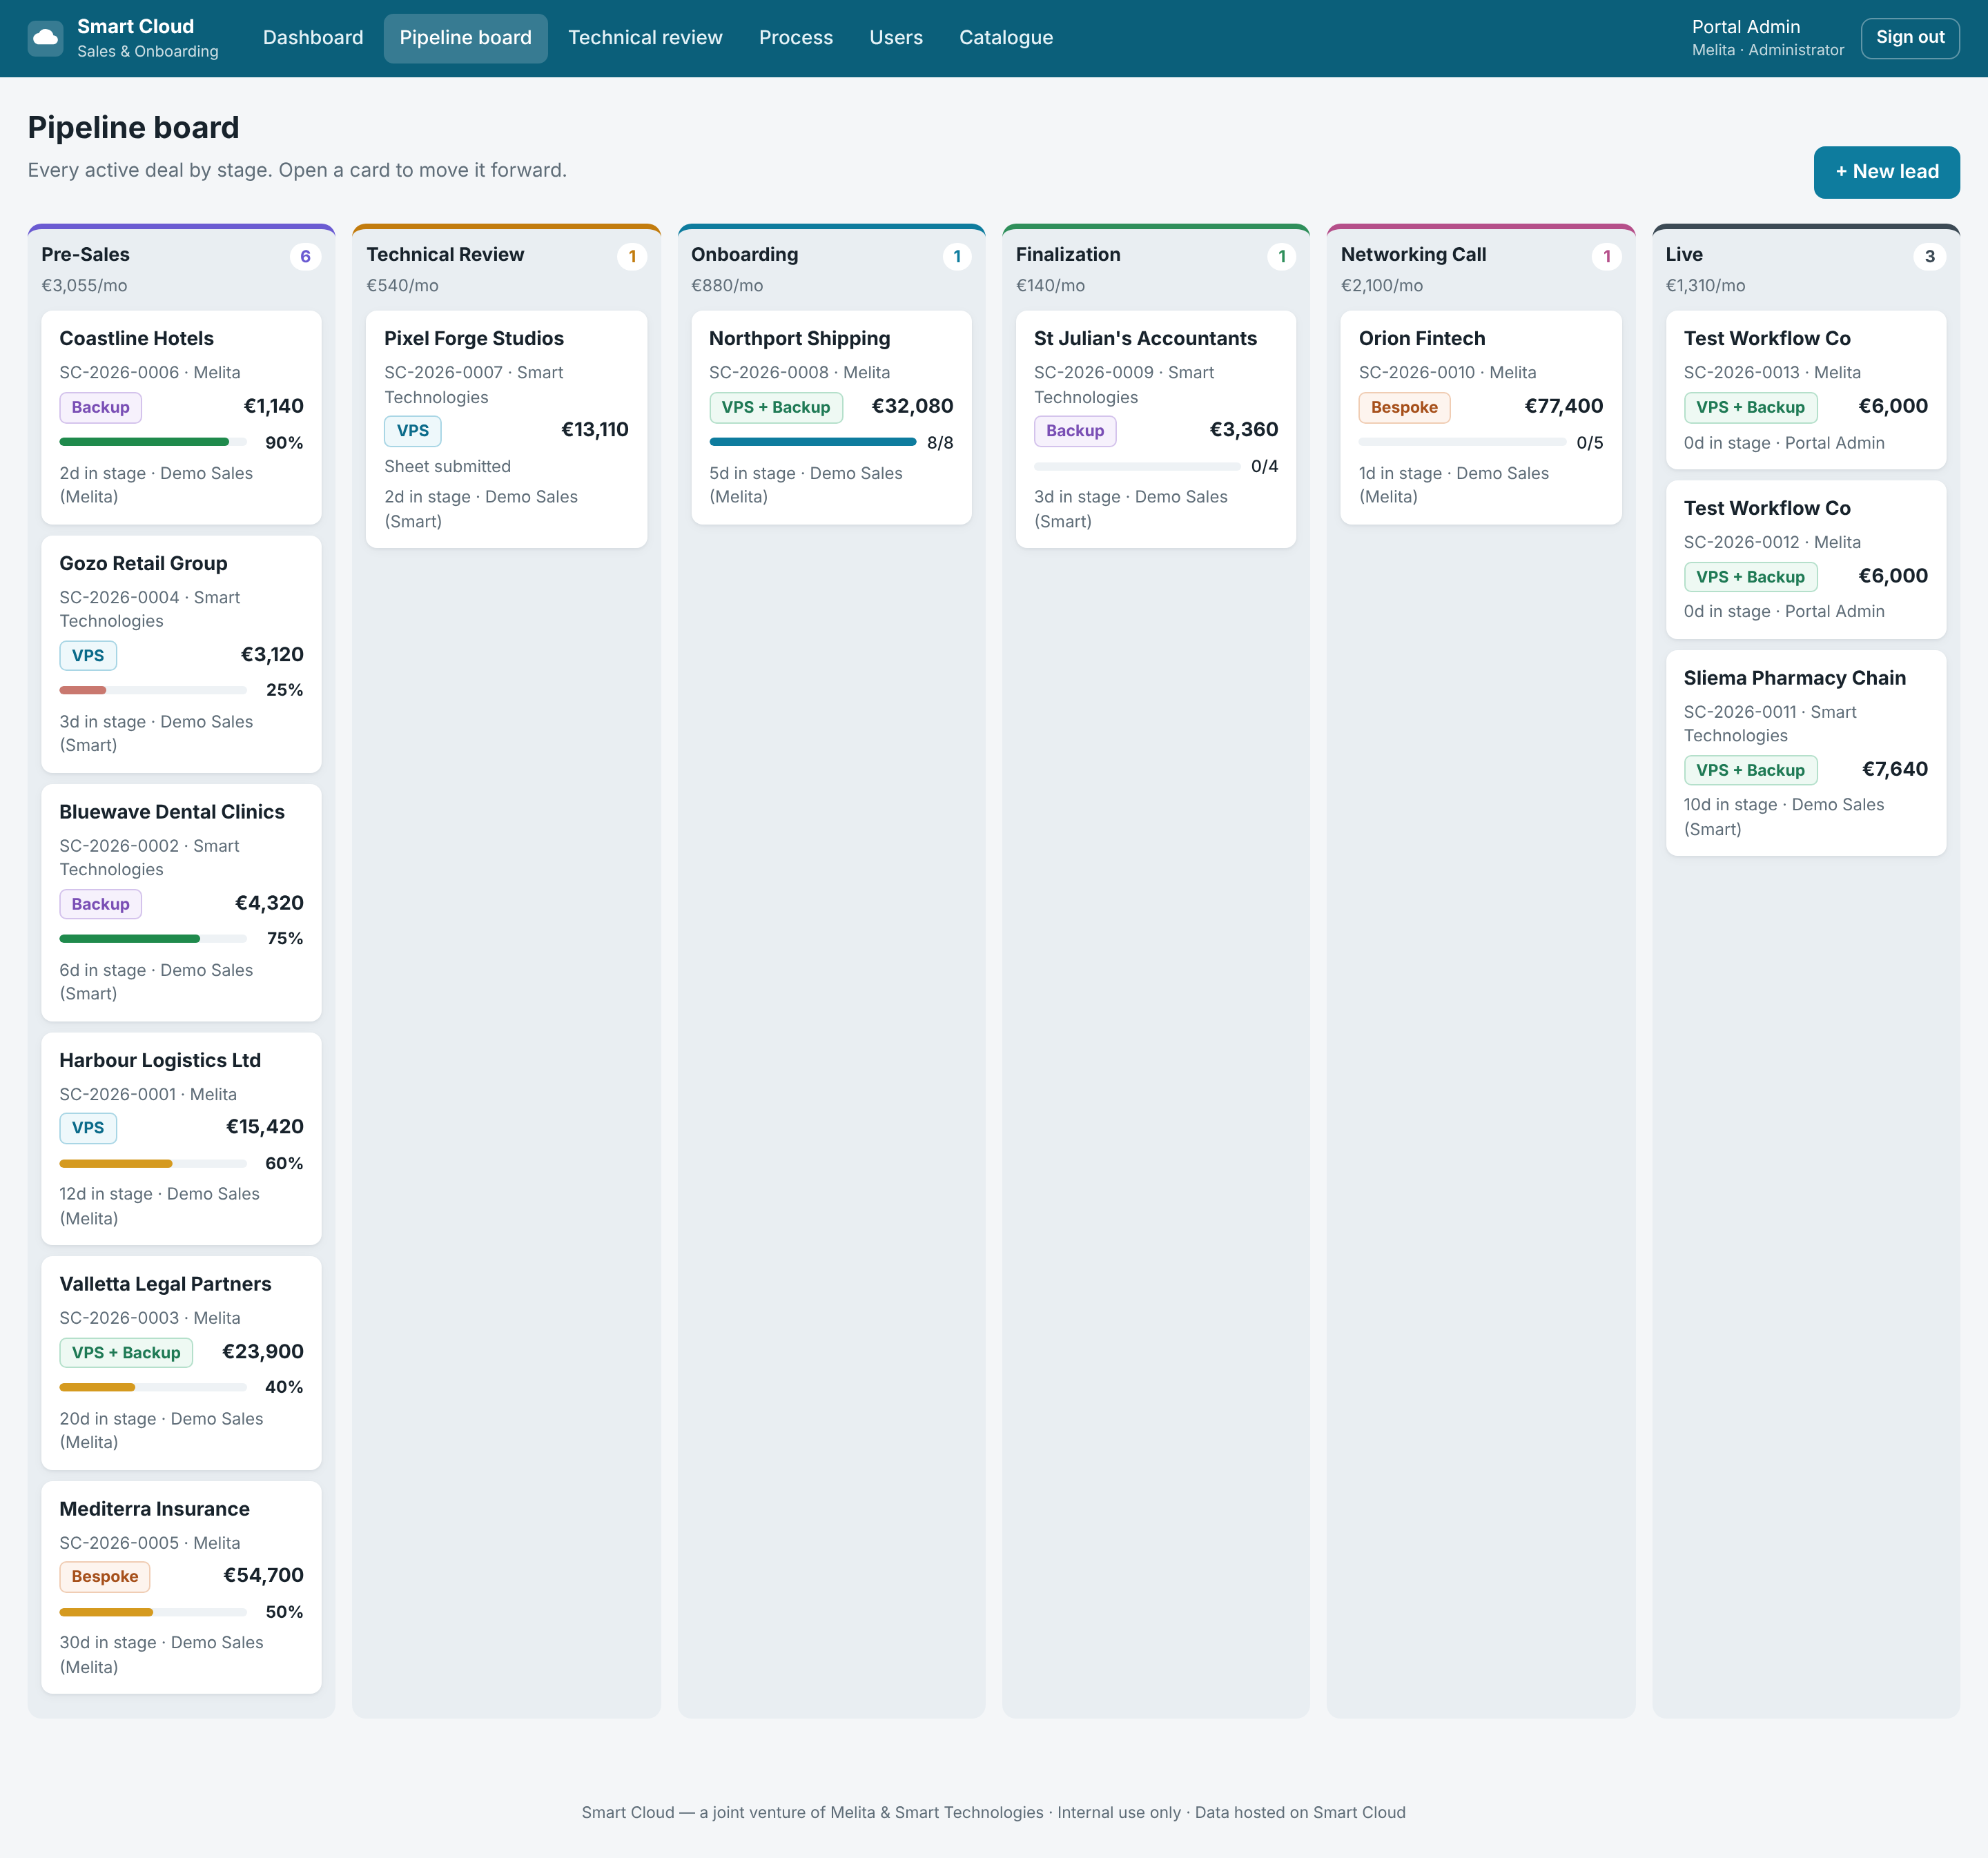 Smart Cloud
Sales & Onboarding
Dashboard
Pipeline board
Technical review
Process
Users
Catalogue
Portal Admin
Melita · Administrator
Sign out
Pipeline board
Every active deal by stage. Open a card to move it forward.
+ New lead
Pre-Sales
6
€3,055/mo
Coastline Hotels
SC-2026-0006 · Melita
Backup
€1,140
90%
2d in stage · Demo Sales
(Melita)
Gozo Retail Group
SC-2026-0004 · Smart
Technologies
VPS
€3,120
25%
3d in stage · Demo Sales
(Smart)
Bluewave Dental Clinics
SC-2026-0002 · Smart
Technologies
Backup
€4,320
75%
6d in stage · Demo Sales
(Smart)
Harbour Logistics Ltd
SC-2026-0001 · Melita
VPS
€15,420
60%
12d in stage · Demo Sales
(Melita)
Valletta Legal Partners
SC-2026-0003 · Melita
VPS + Backup
€23,900
40%
20d in stage · Demo Sales
(Melita)
Mediterra Insurance
SC-2026-0005 · Melita
Bespoke
€54,700
50%
30d in stage · Demo Sales
(Melita)
Technical Review
1
€540/mo
Pixel Forge Studios
SC-2026-0007 · Smart
Technologies
VPS
€13,110
Sheet submitted
2d in stage · Demo Sales
(Smart)
Onboarding
1
€880/mo
Northport Shipping
SC-2026-0008 · Melita
VPS + Backup
€32,080
8/8
5d in stage · Demo Sales
(Melita)
Finalization
1
€140/mo
St Julian's Accountants
SC-2026-0009 · Smart
Technologies
Backup
€3,360
0/4
3d in stage · Demo Sales
(Smart)
Networking Call
1
€2,100/mo
Orion Fintech
SC-2026-0010 · Melita
Bespoke
€77,400
0/5
1d in stage · Demo Sales
(Melita)
Live
3
€1,310/mo
Test Workflow Co
SC-2026-0013 · Melita
VPS + Backup
€6,000
0d in stage · Portal Admin
Test Workflow Co
SC-2026-0012 · Melita
VPS + Backup
€6,000
0d in stage · Portal Admin
Sliema Pharmacy Chain
SC-2026-0011 · Smart
Technologies
VPS + Backup
€7,640
10d in stage · Demo Sales
(Smart)
Smart Cloud — a joint venture of Melita & Smart Technologies · Internal use only · Data hosted on Smart Cloud